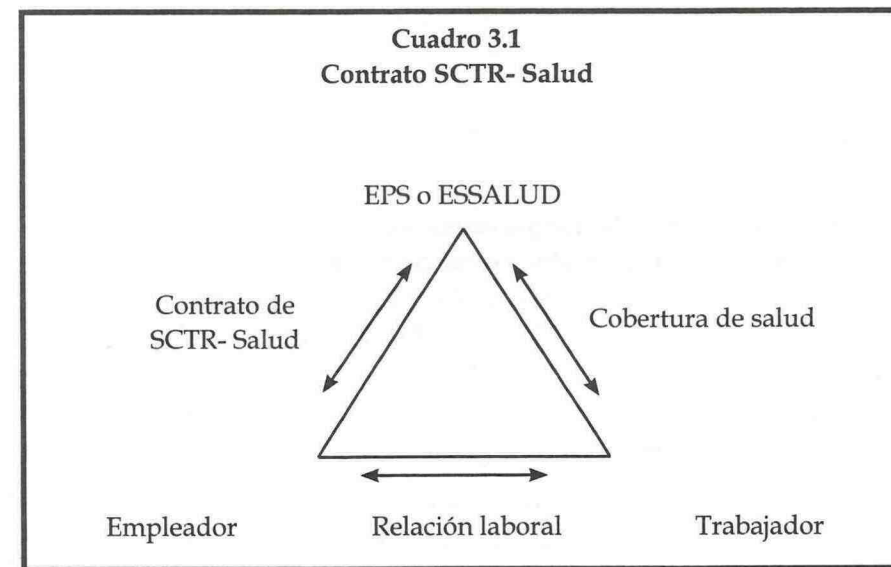 Cuadro 3.1
Contrato SCTR- Salud
EPS o ESSALUD
Contrato de
SCTR- Salud
Cobertura de salud
Empleador
Relación laboral
Trabajador